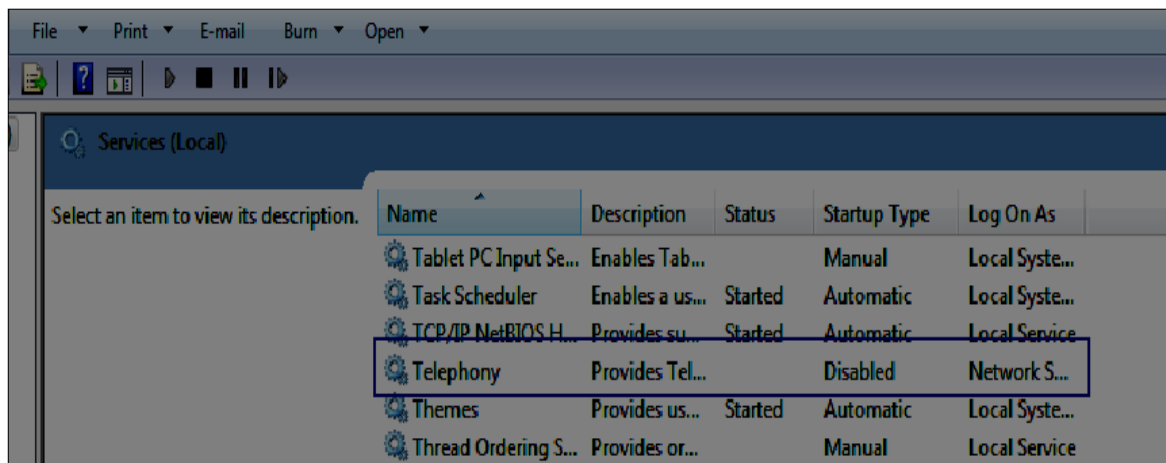 File Print E-mail Burn Open
Services (Local)
Select an item to view its description.
Name Description Status Startup Type Log On As
Tablet PC Input Se... Enables Tab... Manual Local Syste...
Task Scheduler Enables a us... Started Automatic Local Syste...
TCP/IP NetBIOS H... Provides su... Started Automatic Local Service
Telephony Provides Tel... Disabled Network S...
Themes Provides us... Started Automatic Local Syste...
Thread Ordering S... Provides or... Manual Local Service